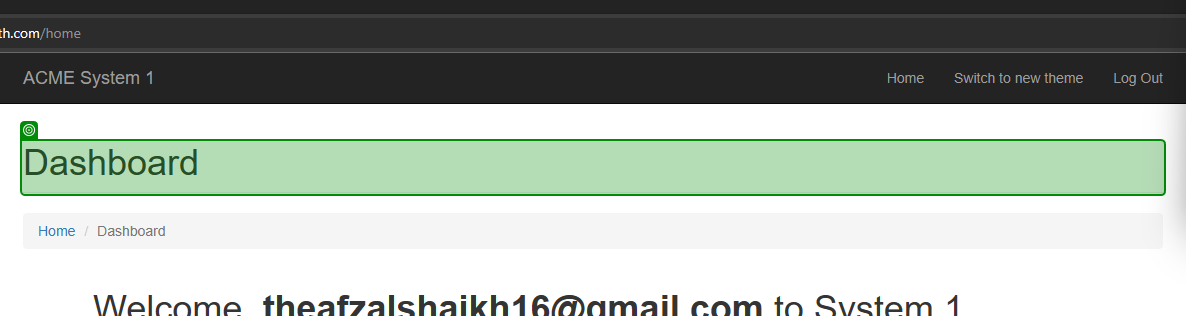 th.com/home
ACME System 1 Home Switch to new theme Log Out
Dashboard
Home / Dashboard
Welcome, theafzalshaikh16@gmail.com to System 1